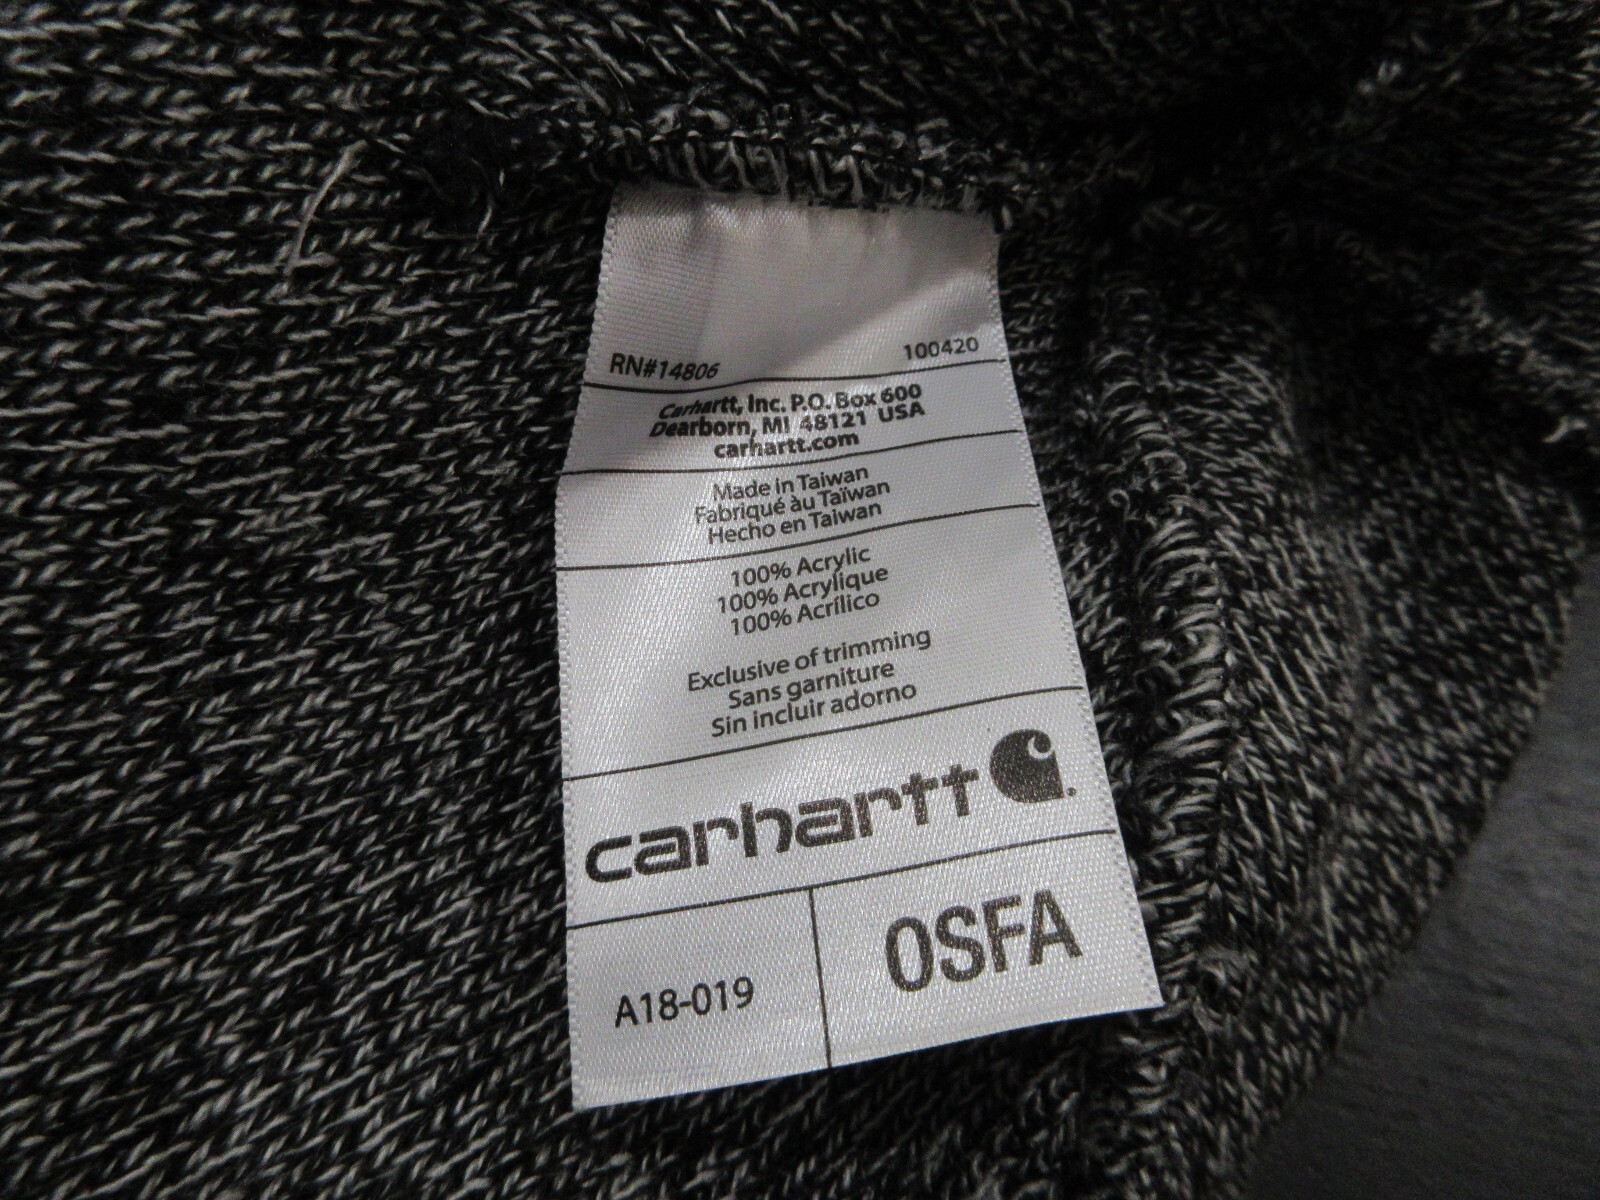 RN#14806 100420
Carhartt, Inc. P.O. Box 600
Dearborn, MI 48121 USA
carhartt.com
Made in Taiwan
Fabriqué àu Taïwan
Hecho en Taiwan
100% Acrylic
100% Acrylique
100% Acrílico
Exclusive of trimming
Sans garniture
Sin incluir adorno
carhartt
A18-019 OSFA